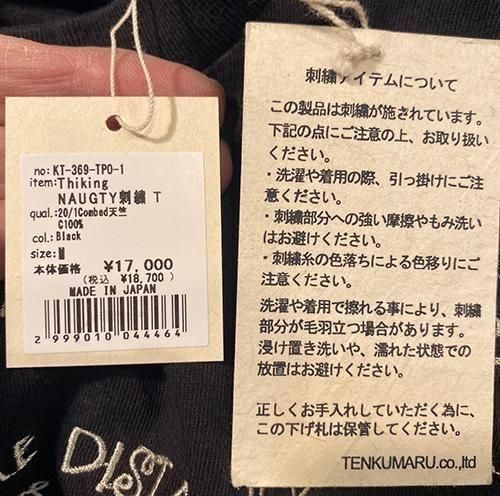 no: KT-369-TPO-1
item:Thiking
NAUGTY刺繍 T
qual.:20/1Combed天竺
C100%
col.:Black
size:M
本体価格 ¥17,000
(税込 ¥18,700 )
MADE IN JAPAN
2 999010 044464
刺繍アイテムについて
この製品は刺繍が施されています。
下記の点にご注意の上、お取り扱い
ください。
・洗濯や着用の際、引っ掛けにご注
意ください。
・刺繍部分への強い摩擦やもみ洗い
はお避けください。
・刺繍糸の色落ちによる色移りにご
注意ください。
洗濯や着用で擦れる事により、刺繍
部分が毛羽立つ場合があります。
浸け置き洗いや、濡れた状態での
放置はお避けください。
正しくお手入れしていただく為に、
この下げ札は保管してください。
TENKUMARU.co.,ltd